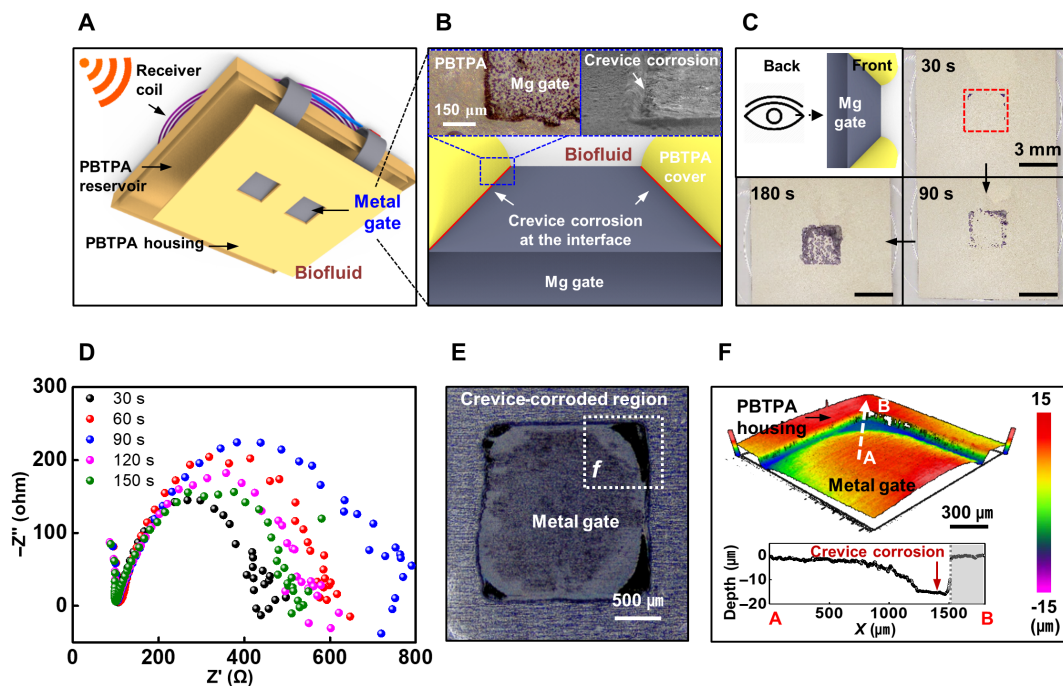 A
Receiver
coil
PBTPA
reservoir
Metal
gate
PBTPA housing
Biofluid
B
PBTPA
Mg gate
150 μm
Crevice corrosion
Biofluid
PBTPA
cover
Crevice corrosion
at the interface
Mg gate
C
Back
Front
Mg
gate
30 s
3 mm
180 s
90 s
D
300
200
100
0
–Z'' (ohm)
30 s
60 s
90 s
120 s
150 s
0
200
400
600
800
Z' (Ω)
E
Crevice-corroded region
f
Metal gate
500 μm
F
PBTPA
housing
B
A
Metal gate
300 μm
15
-15
(μm)
Depth (μm)
0
–10
–20
Crevice corrosion
500
1000
1500
A
X (μm)
B